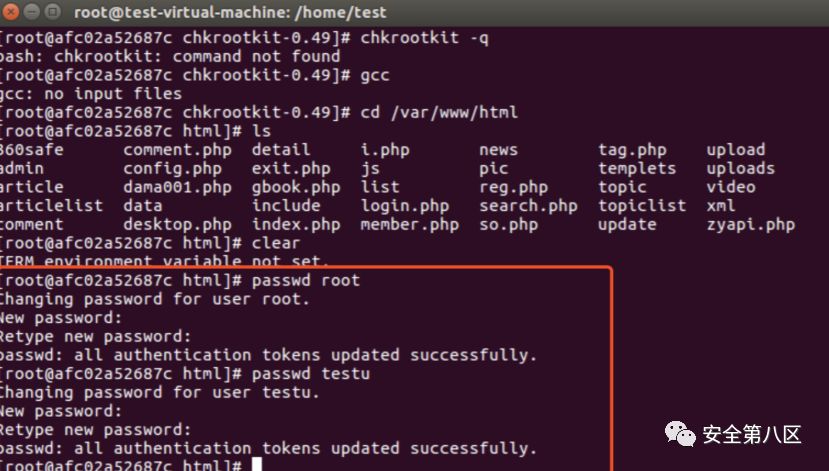 root@test-virtual-machine: /home/test
[root@afc02a52687c chkrootkit-0.49]# chkrootkit -q
bash: chkrootkit: command not found
[root@afc02a52687c chkrootkit-0.49]# gcc
gcc: no input files
[root@afc02a52687c chkrootkit-0.49]# cd /var/www/html
[root@afc02a52687c html]# ls
360safe comment.php detail i.php news tag.php upload
admin config.php exit.php js pic templets uploads
article dama001.php gbook.php list reg.php topic video
articlelist data include login.php search.php topiclist xml
comment desktop.php index.php member.php so.php update zyapi.php
[root@afc02a52687c html]# clear
TERM environment variable not set.
[root@afc02a52687c html]# passwd root
Changing password for user root.
New password:
Retype new password:
passwd: all authentication tokens updated successfully.
[root@afc02a52687c html]# passwd testu
Changing password for user testu.
New password:
Retype new password:
passwd: all authentication tokens updated successfully.
[root@afc02a52687c html]#
安全第八区